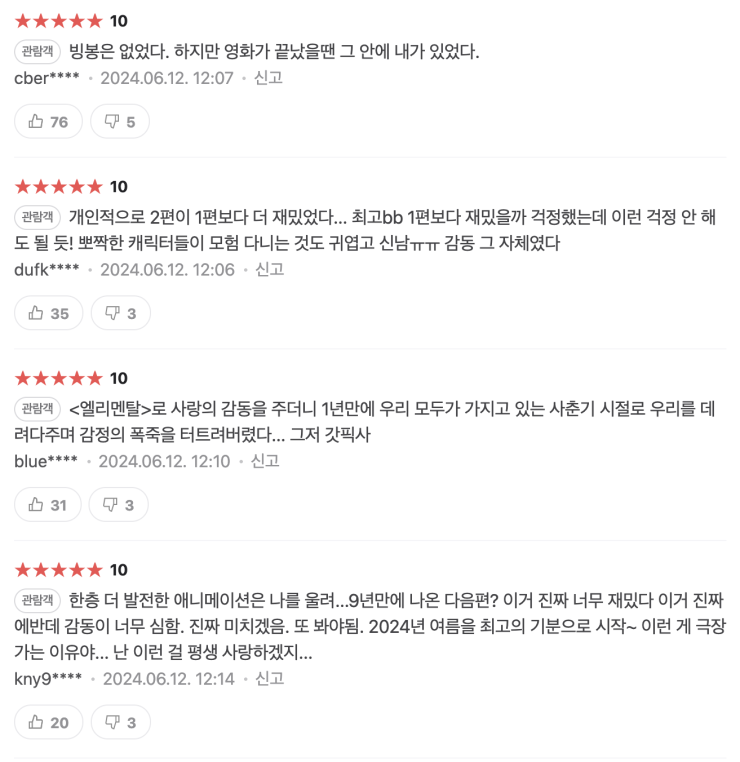 ★★★★★ 10
관람객 빙봉은 없었다. 하지만 영화가 끝났을땐 그 안에 내가 있었다.
cber**** · 2024.06.12. 12:07 · 신고
76 5
★★★★★ 10
관람객 개인적으로 2편이 1편보다 더 재밌었다... 최고bb 1편보다 재밌을까 걱정했는데 이런 걱정 안 해
도 될 듯! 뽀짝한 캐릭터들이 모험 다니는 것도 귀엽고 신남ㅠㅠ 감동 그 자체였다
dufk**** · 2024.06.12. 12:06 · 신고
35 3
★★★★★ 10
관람객 <엘리멘탈>로 사랑의 감동을 주더니 1년만에 우리 모두가 가지고 있는 사춘기 시절로 우리를 데
려다주며 감정의 폭죽을 터트려버렸다... 그저 갓픽사
blue**** · 2024.06.12. 12:10 · 신고
31 3
★★★★★ 10
관람객 한층 더 발전한 애니메이션은 나를 울려...9년만에 나온 다음편? 이거 진짜 너무 재밌다 이거 진짜
에반데 감동이 너무 심함. 진짜 미치겠음. 또 봐야됨. 2024년 여름을 최고의 기분으로 시작~ 이런 게 극장
가는 이유야... 난 이런 걸 평생 사랑하겠지...
kny9**** · 2024.06.12. 12:14 · 신고
20 3